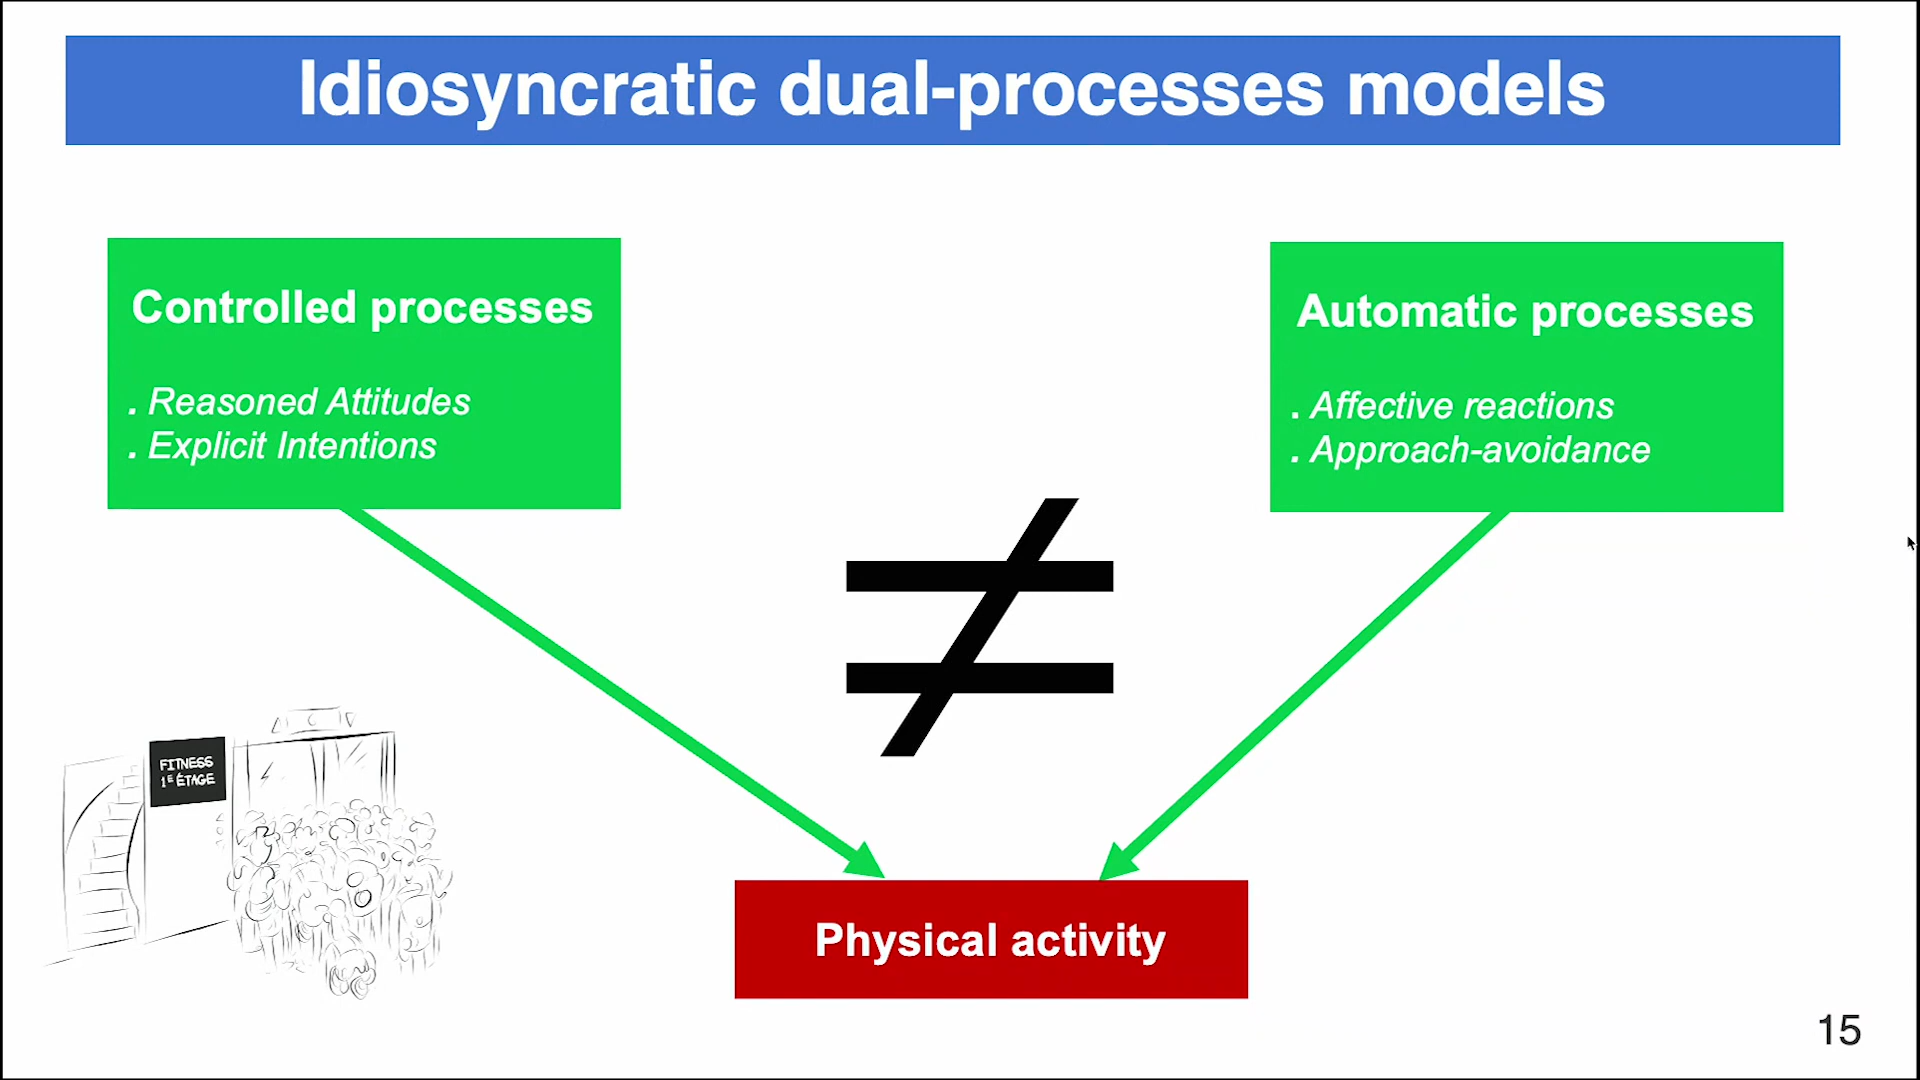 Idiosyncratic dual-processes models
Controlled processes
. Reasoned Attitudes
. Explicit Intentions
Automatic processes
. Affective reactions
. Approach-avoidance
≠
FITNESS
1E ÉTAGE
Physical activity
15